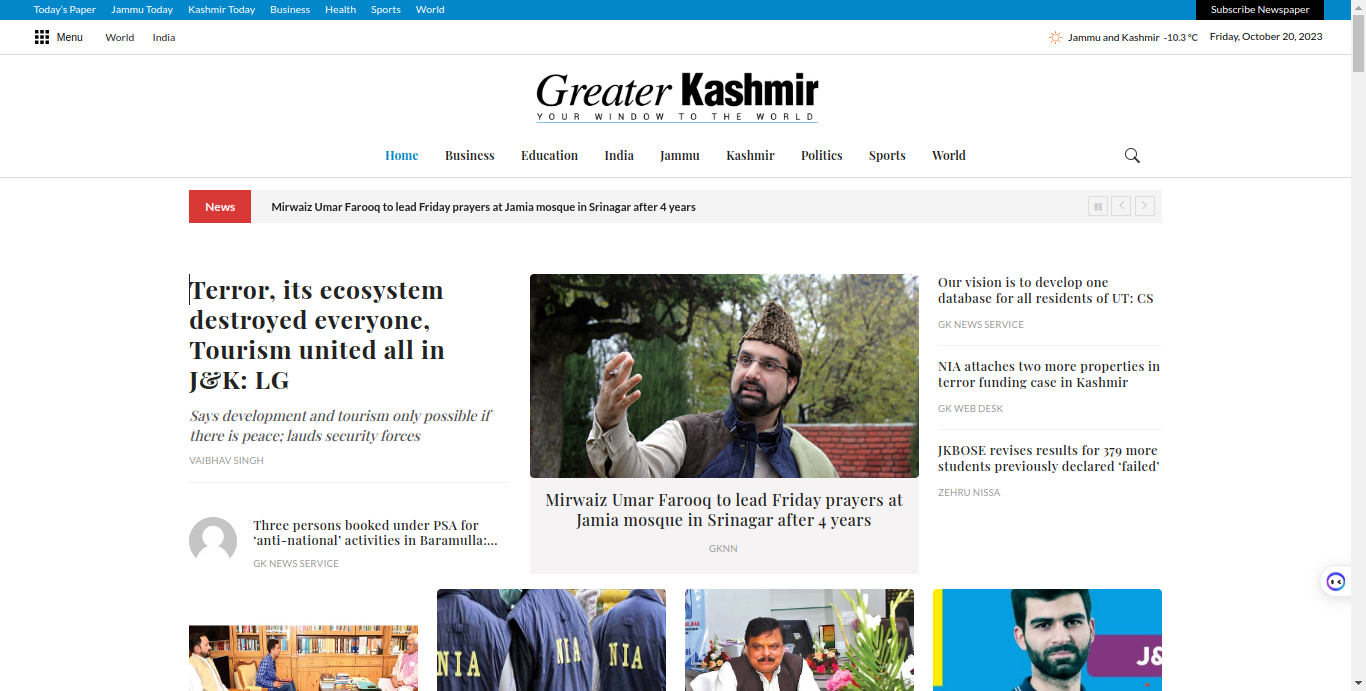 Today's Paper Jammu Today Kashmir Today Business Health Sports World Subscribe Newspaper
Menu World India Jammu and Kashmir -10.3 °C Friday, October 20, 2023
Greater Kashmir
YOUR WINDOW TO THE WORLD
Home Business Education India Jammu Kashmir Politics Sports World
News Mirwaiz Umar Farooq to lead Friday prayers at Jamia mosque in Srinagar after 4 years
Terror, its ecosystem
destroyed everyone,
Tourism united all in
J&K: LG
Says development and tourism only possible if
there is peace; lauds security forces
VAIBHAV SINGH
Three persons booked under PSA for
‘anti-national’ activities in Baramulla:...
GK NEWS SERVICE
Mirwaiz Umar Farooq to lead Friday prayers at
Jamia mosque in Srinagar after 4 years
GKNN
Our vision is to develop one
database for all residents of UT: CS
GK NEWS SERVICE
NIA attaches two more properties in
terror funding case in Kashmir
GK WEB DESK
JKBOSE revises results for 379 more
students previously declared ‘failed’
ZEHRU NISSA
NIA NIA NIA
J&